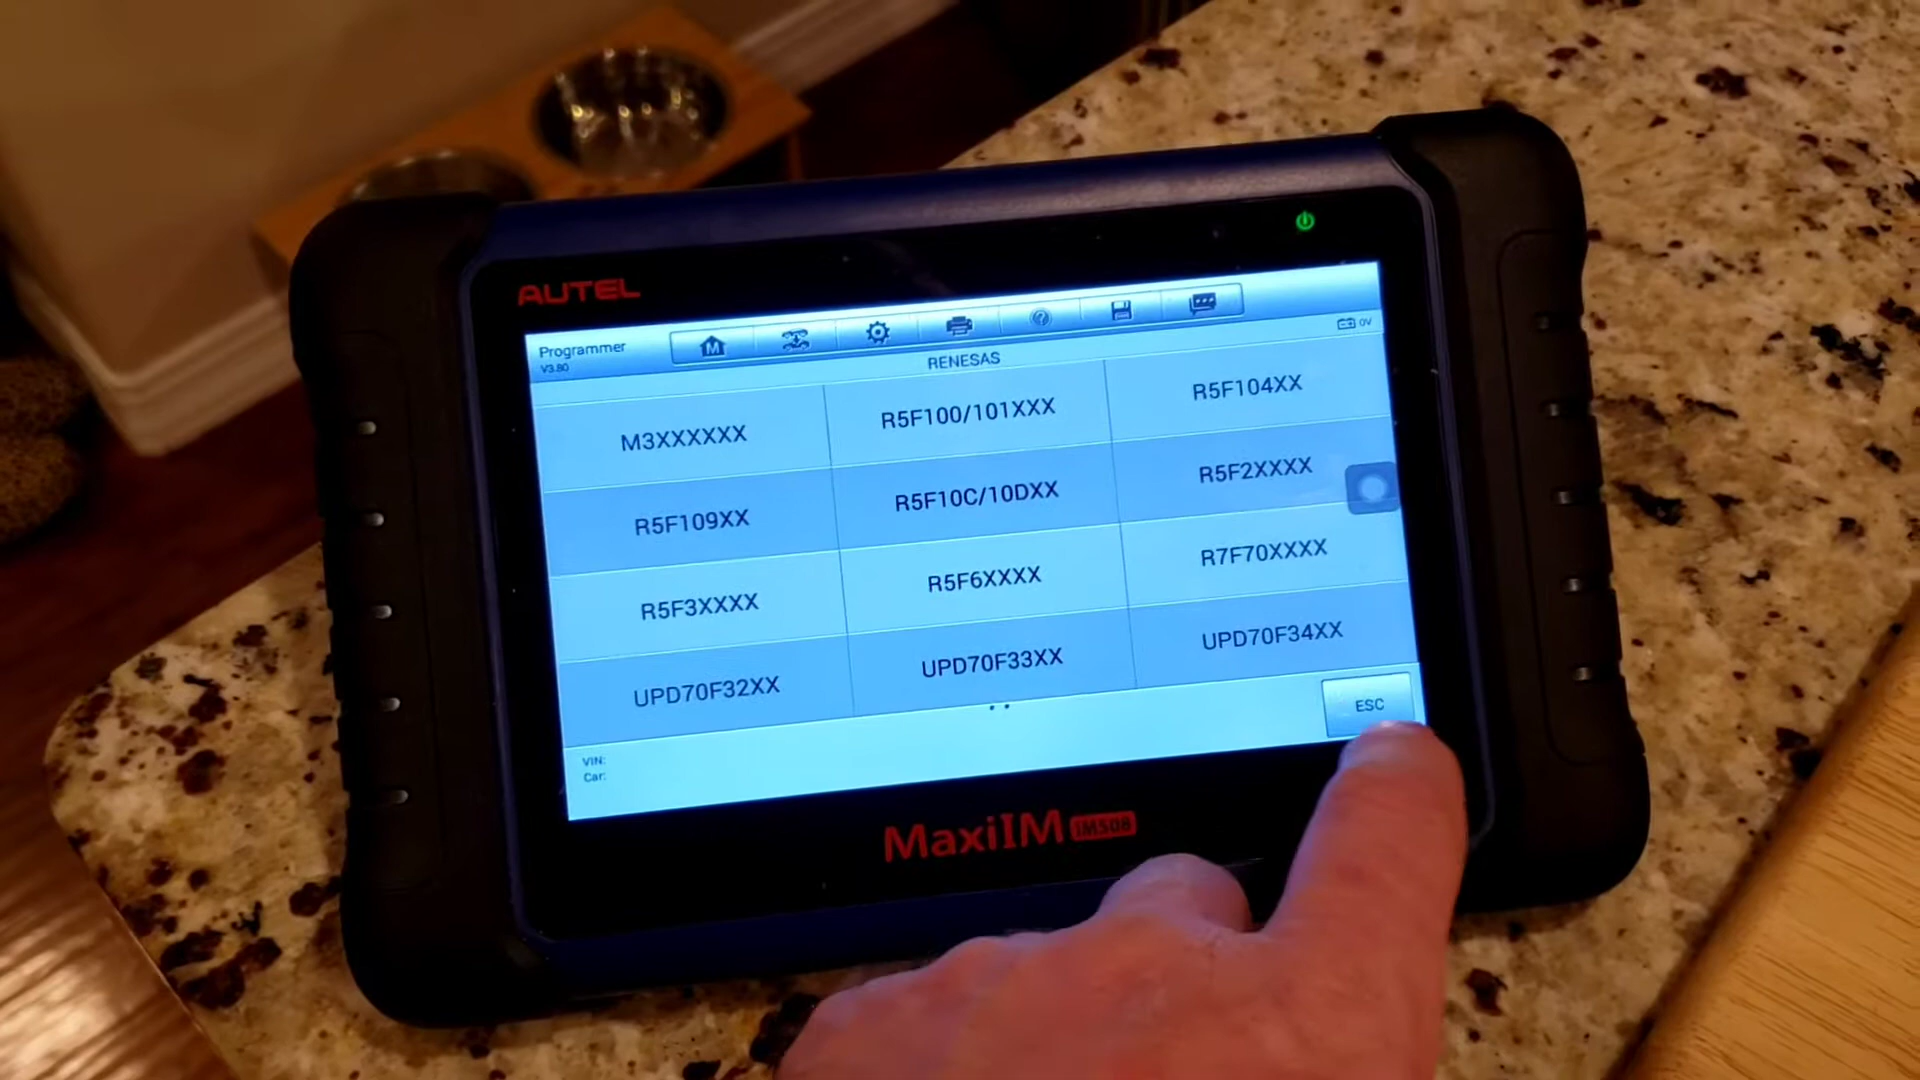 AUTEL
Programmer
V3.80
M
0V
RENESAS
M3XXXXXX
R5F100/101XXX
R5F104XX
R5F109XX
R5F10C/10DXX
R5F2XXXX
R5F3XXXX
R5F6XXXX
R7F70XXXX
UPD70F32XX
UPD70F33XX
UPD70F34XX
ESC
VIN:
Car:
MaxiIM IM508